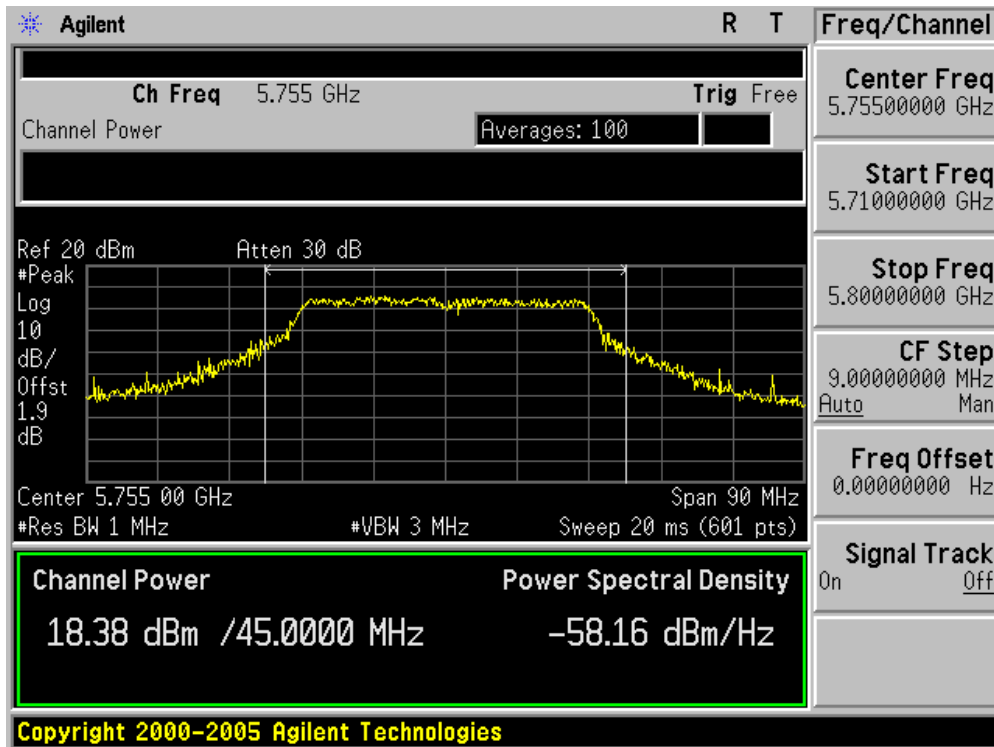 Agilent R T
Ch Freq 5.755 GHz Trig Free
Channel Power Averages: 100
Ref 20 dBm Atten 30 dB
#Peak
Log
10
dB/
Offst
1.9
dB
Center 5.755 00 GHz Span 90 MHz
#Res BW 1 MHz #VBW 3 MHz Sweep 20 ms (601 pts)
Channel Power Power Spectral Density
18.38 dBm /45.0000 MHz -58.16 dBm/Hz
Copyright 2000-2005 Agilent Technologies
Freq/Channel
Center Freq
5.75500000 GHz
Start Freq
5.71000000 GHz
Stop Freq
5.80000000 GHz
CF Step
9.00000000 MHz
Auto Man
Freq Offset
0.00000000 Hz
Signal Track
On Off